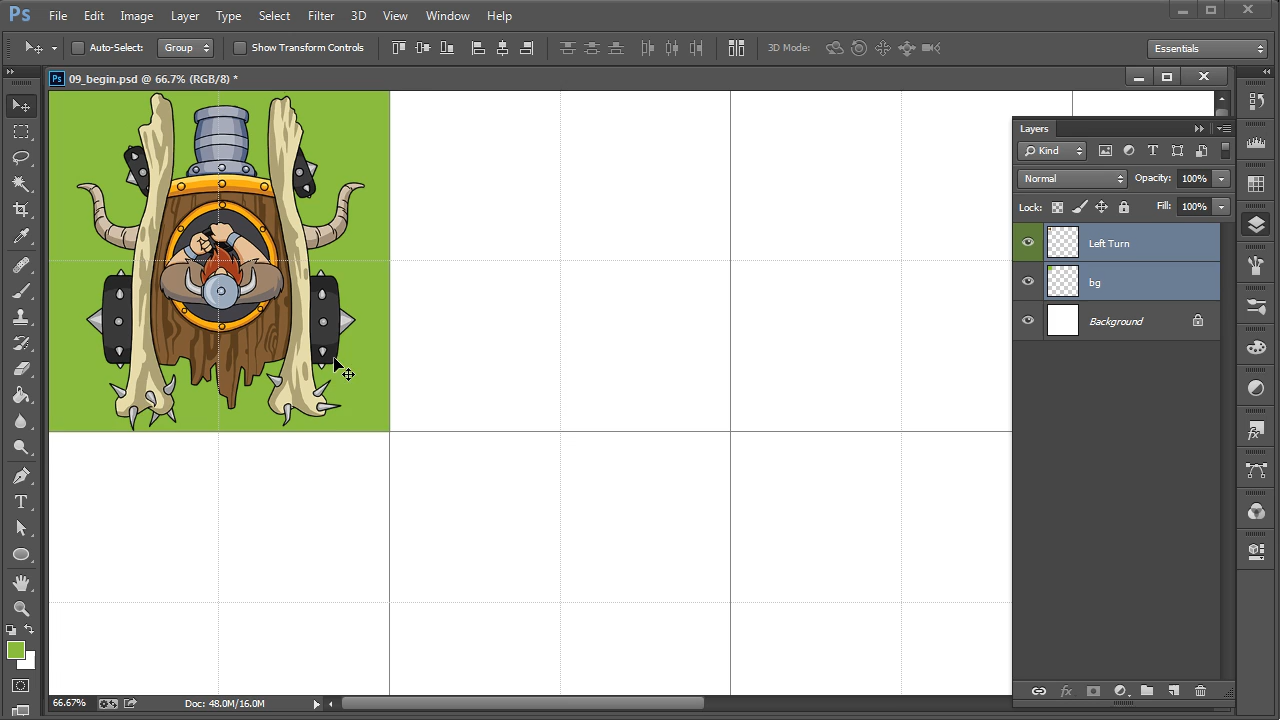 Ps File Edit Image Layer Type Select Filter 3D View Window Help
Auto-Select: Group Show Transform Controls 3D Mode: Essentials
Ps 09_begin.psd @ 66.7% (RGB/8) *
Layers
Kind
Normal Opacity: 100%
Lock: Fill: 100%
Left Turn
bg
Background
66.67% Doc: 48.0M/16.0M